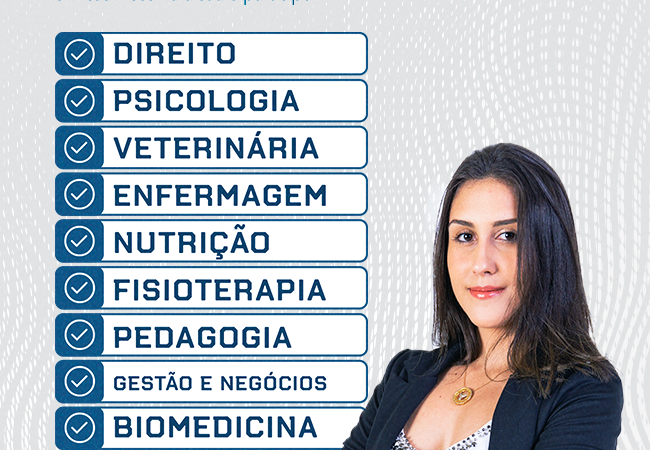 DIREITO
PSICOLOGIA
VETERINÁRIA
ENFERMAGEM
NUTRIÇÃO
FISIOTERAPIA
PEDAGOGIA
GESTÃO E NEGÓCIOS
BIOMEDICINA